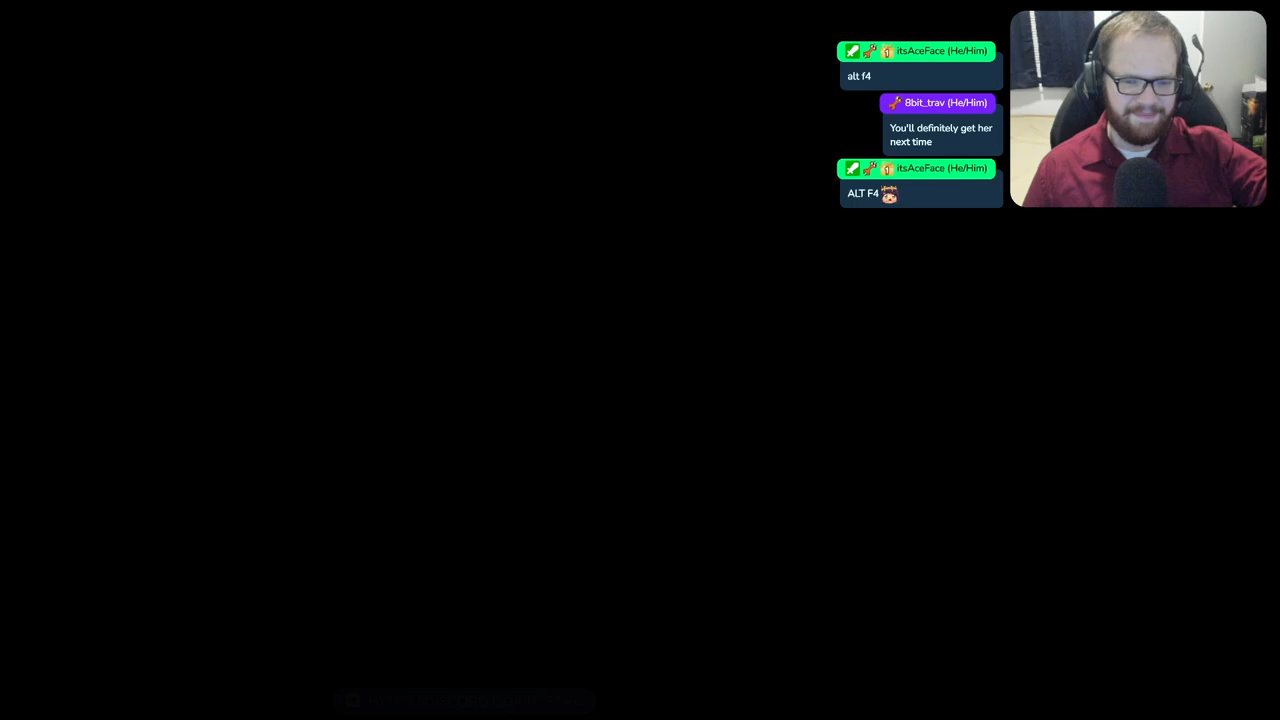 itsAceFace (He/Him)
alt f4
8bit_trav (He/Him)
You'll definitely get her
next time
itsAceFace (He/Him)
ALT F4